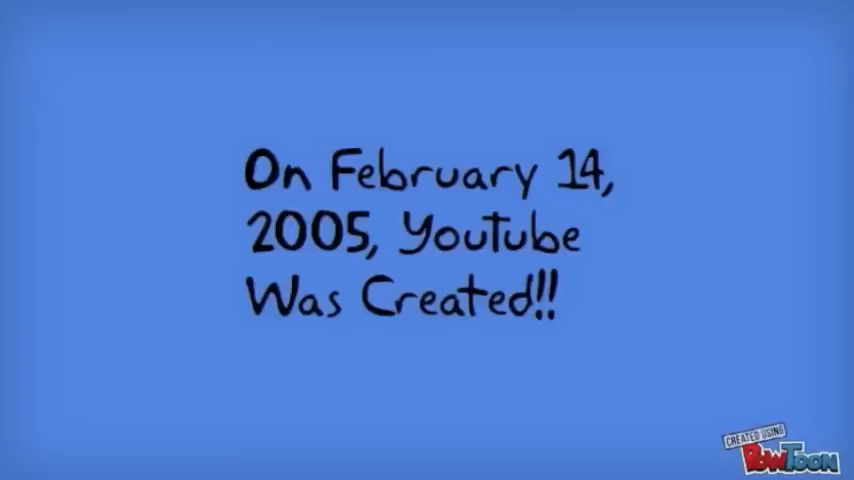 On February 14,
2005, Youtube
Was Created!!
CREATED USING
POWTOON